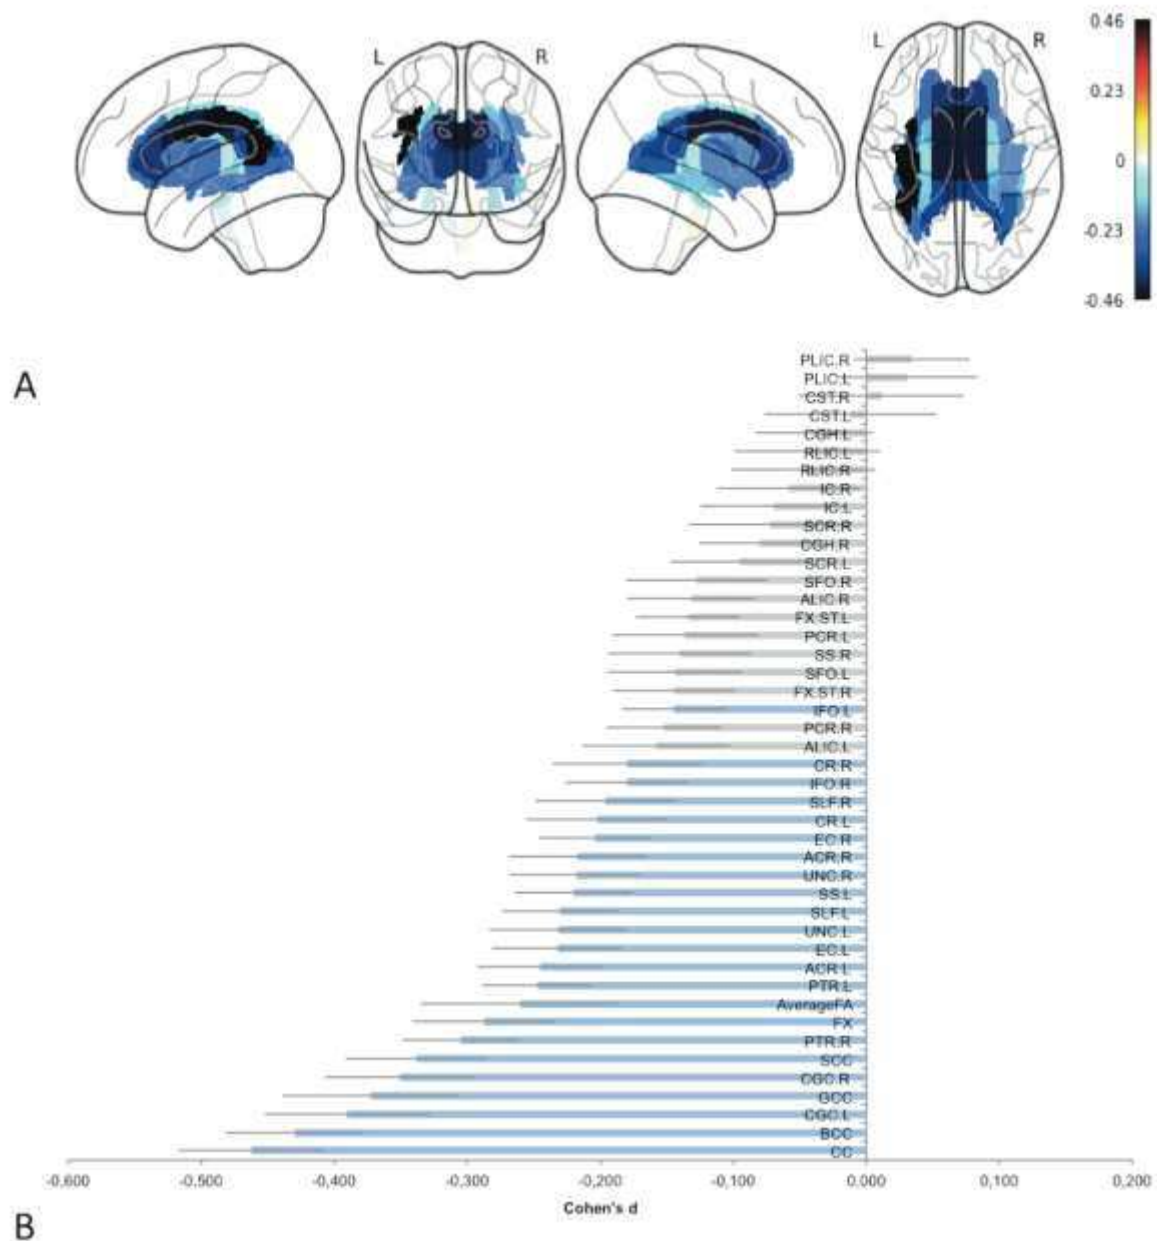 L R L R
0.46
0.23
0
-0.23
-0.46
A
PLIC.R
PLIC.L
CST.R
CST.L
CGH.L
RLIC.L
RLIC.R
IC.R
IC.L
SCR.R
CGH.R
SCR.L
SFO.R
ALIC.R
FX.ST.L
PCR.L
SS.R
SFO.L
FX.ST.R
IFO.L
PCR.R
ALIC.L
CR.R
IFO.R
SLF.R
CR.L
EC.R
ACR.R
UNC.R
SS.L
SLF.L
UNC.L
EC.L
ACR.L
PTR.L
AverageFA
FX
PTR.R
SCC
CGC.R
GCC
CGC.L
BCC
CC
-0,600 -0,500 -0,400 -0,300 -0,200 -0,100 0,000 0,100 0,200
Cohen's d
B